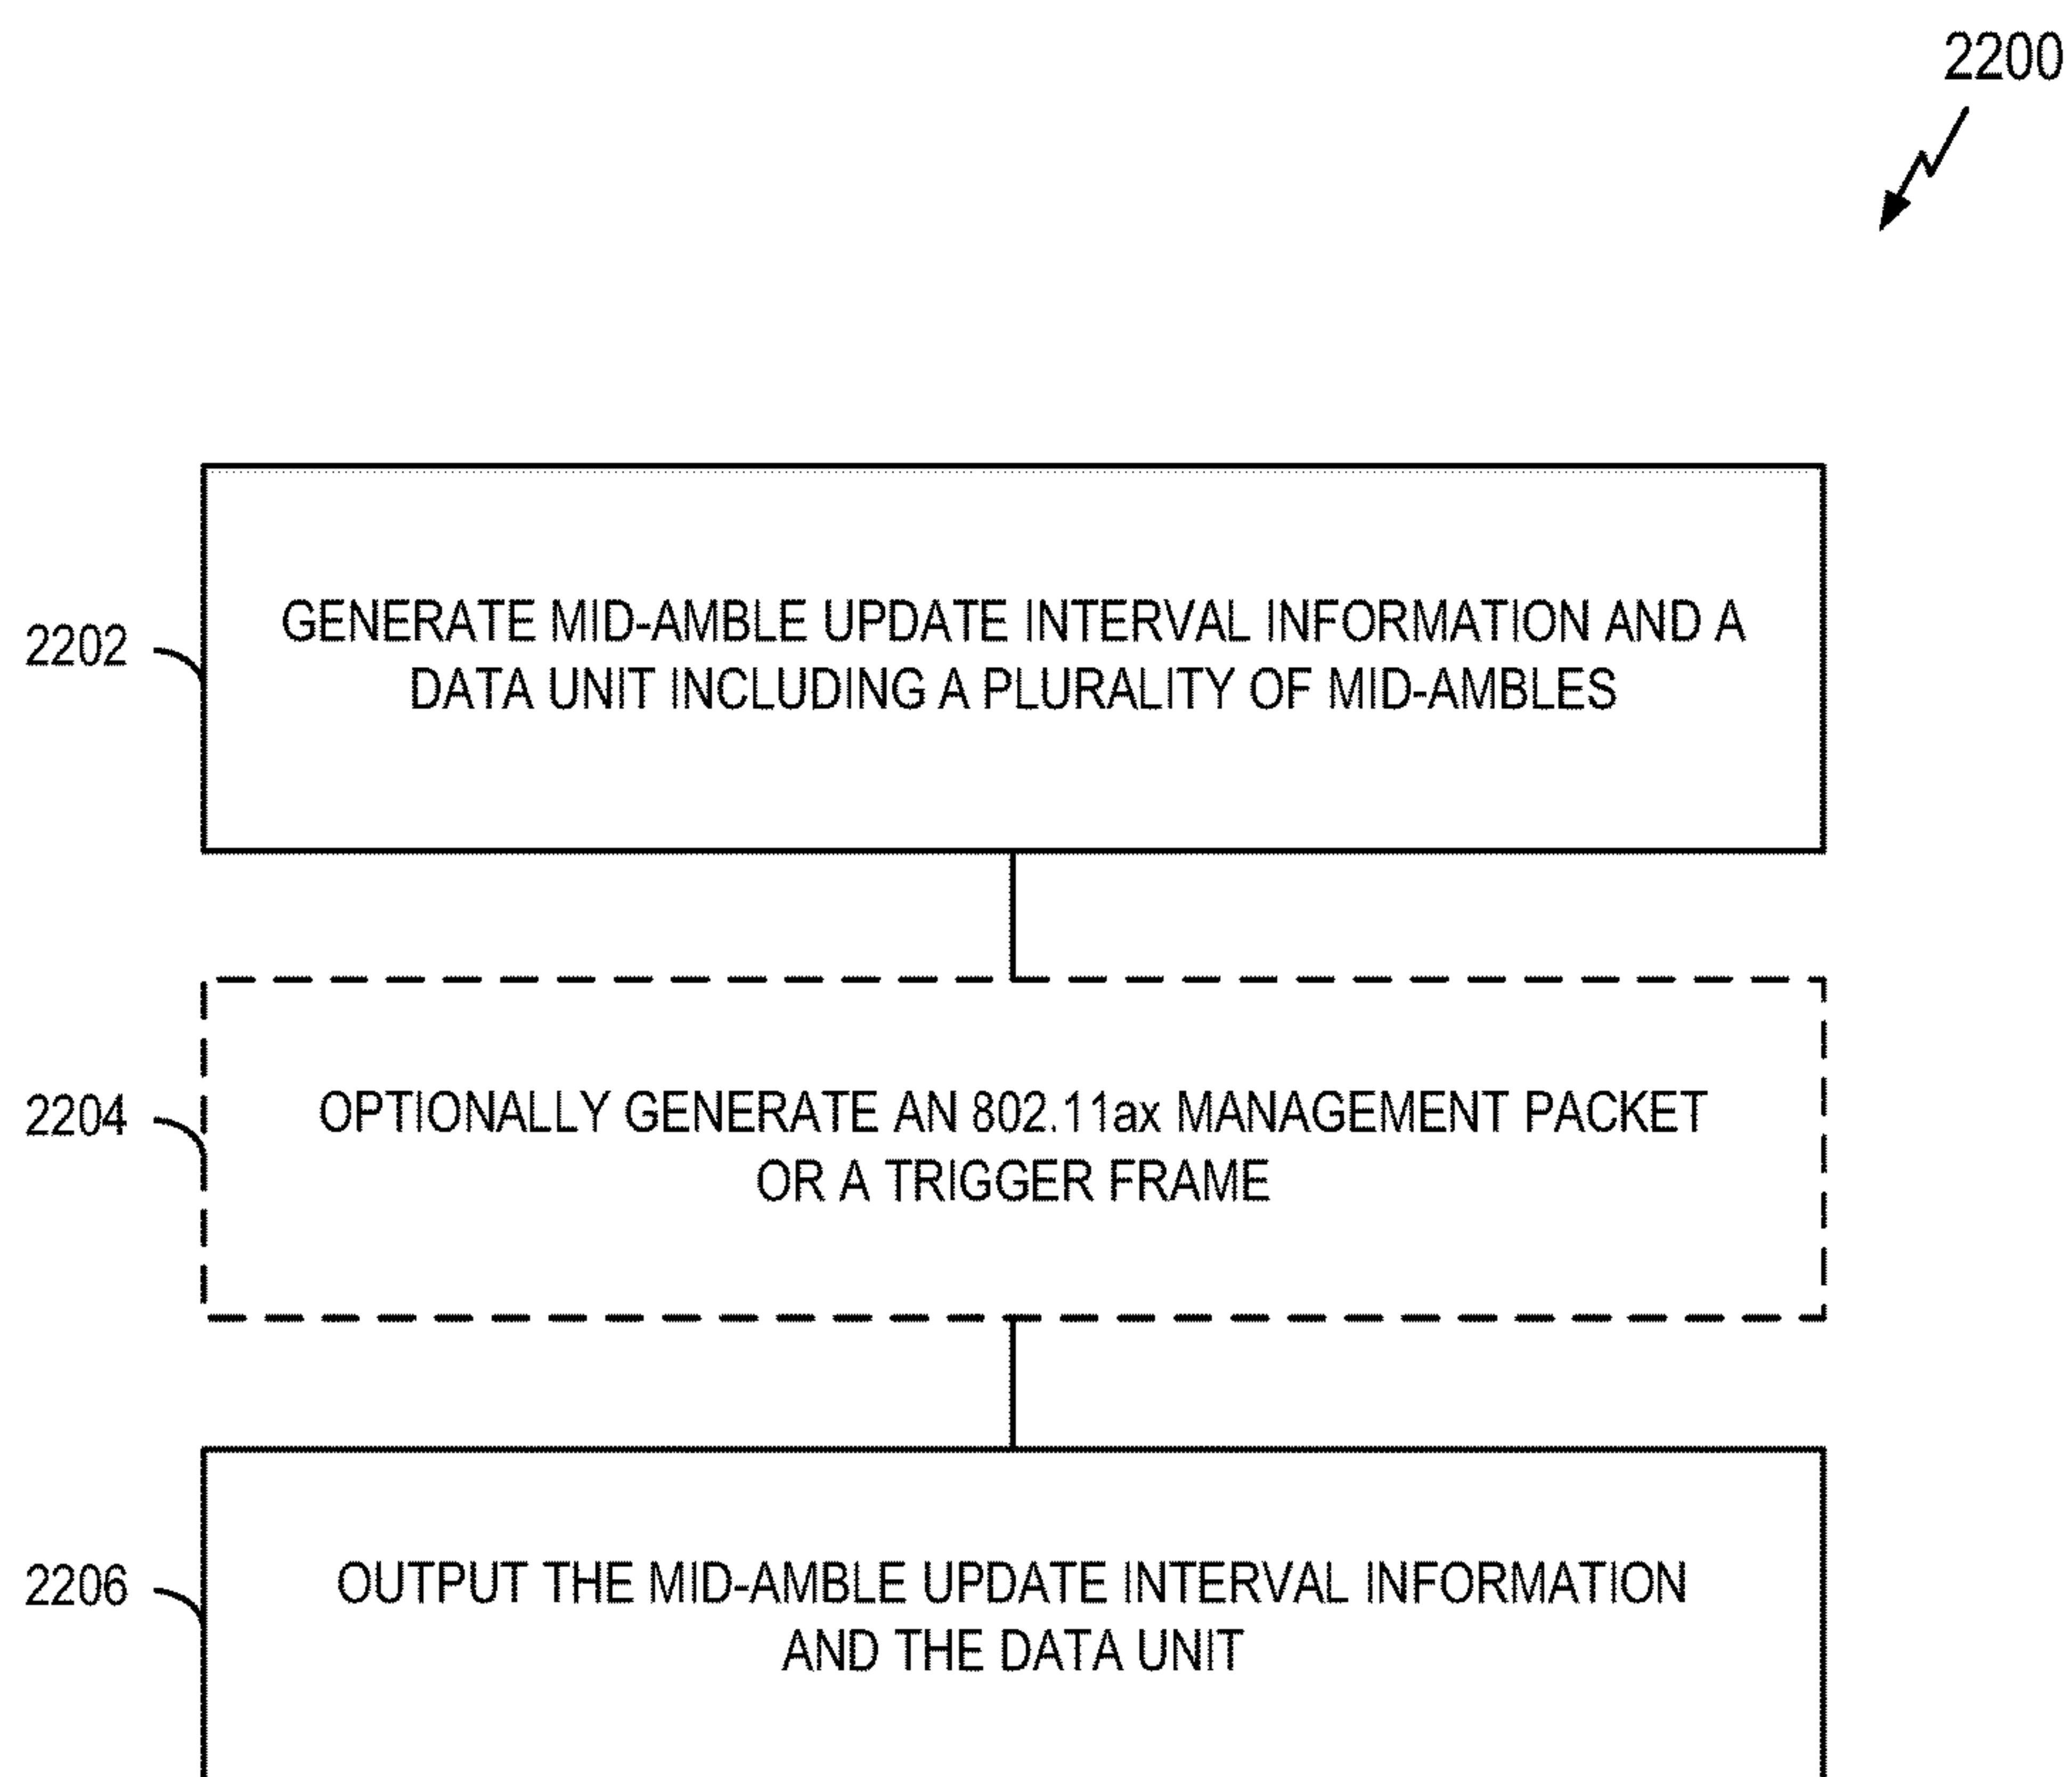 2200
2202
GENERATE MID-AMBLE UPDATE INTERVAL INFORMATION AND A
DATA UNIT INCLUDING A PLURALITY OF MID-AMBLES
2204
OPTIONALLY GENERATE AN 802.11ax MANAGEMENT PACKET
OR A TRIGGER FRAME
2206
OUTPUT THE MID-AMBLE UPDATE INTERVAL INFORMATION
AND THE DATA UNIT